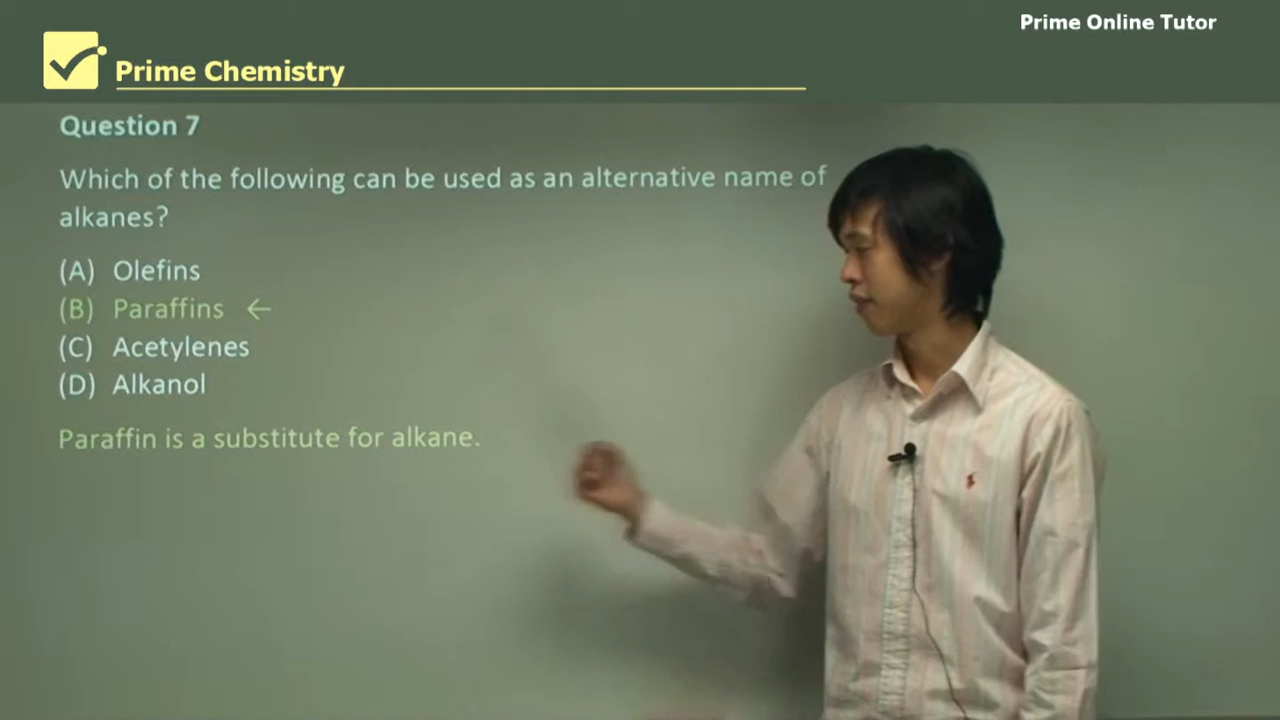 Prime Online Tutor
Prime Chemistry
Question 7
Which of the following can be used as an alternative name of
alkanes?
(A) Olefins
(B) Paraffins ←
(C) Acetylenes
(D) Alkanol
Paraffin is a substitute for alkane.